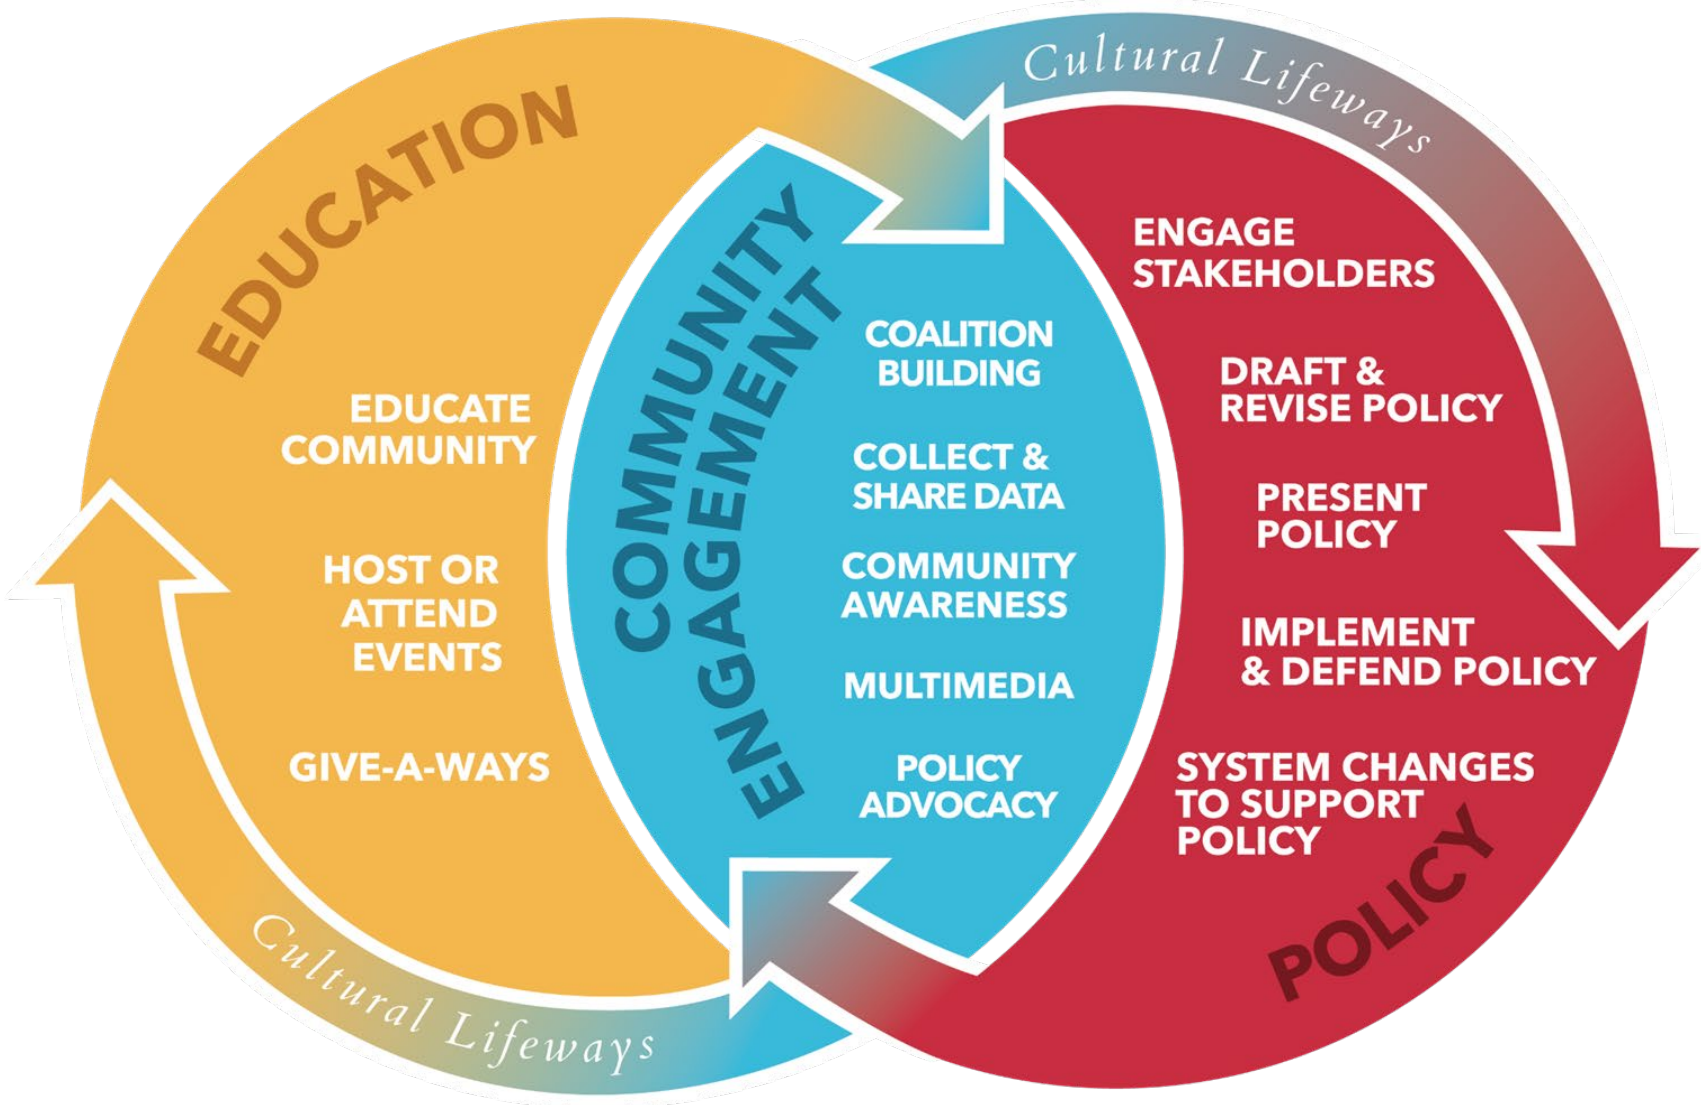 EDUCATION
EDUCATE
COMMUNITY
HOST OR
ATTEND
EVENTS
GIVE-A-WAYS
Cultural Lifeways
COMMUNITY
ENGAGEMENT
COALITION
BUILDING
COLLECT &
SHARE DATA
COMMUNITY
AWARENESS
MULTIMEDIA
POLICY
ADVOCACY
Cultural Lifeways
ENGAGE
STAKEHOLDERS
DRAFT &
REVISE POLICY
PRESENT
POLICY
IMPLEMENT
& DEFEND POLICY
SYSTEM CHANGES
TO SUPPORT
POLICY
POLICY